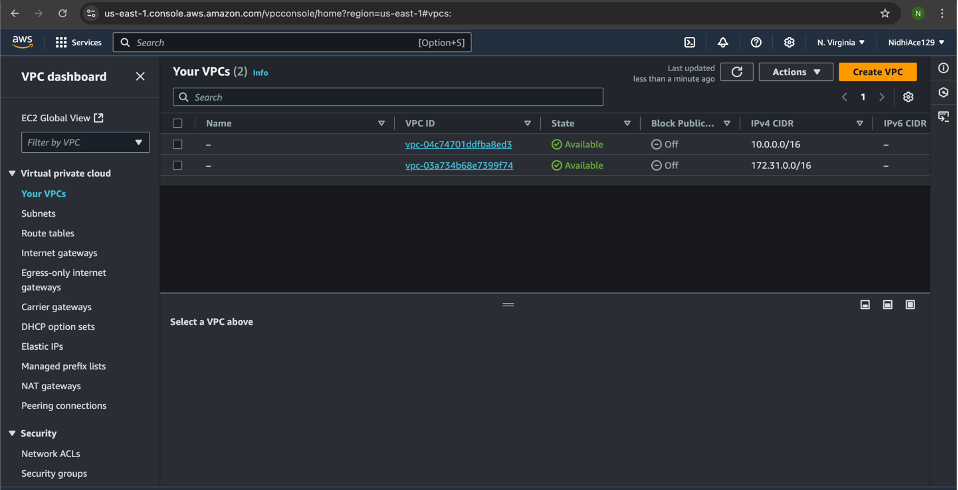 us-east-1.console.aws.amazon.com/vpcconsole/home?region=us-east-1#vpcs:
N
aws
Services
Search
[Option+S]
N. Virginia
NidhiAce129
VPC dashboard
EC2 Global View
Filter by VPC
Virtual private cloud
Your VPCs
Subnets
Route tables
Internet gateways
Egress-only internet
gateways
Carrier gateways
DHCP option sets
Elastic IPs
Managed prefix lists
NAT gateways
Peering connections
Security
Network ACLs
Security groups
Your VPCs (2) Info
Last updated
less than a minute ago
Actions
Create VPC
Search
1
Name VPC ID State Block Public... IPv4 CIDR IPv6 CIDR
– vpc-04c74701ddfba8ed3 Available Off 10.0.0.0/16 –
– vpc-03a734b68e7399f74 Available Off 172.31.0.0/16 –
Select a VPC above